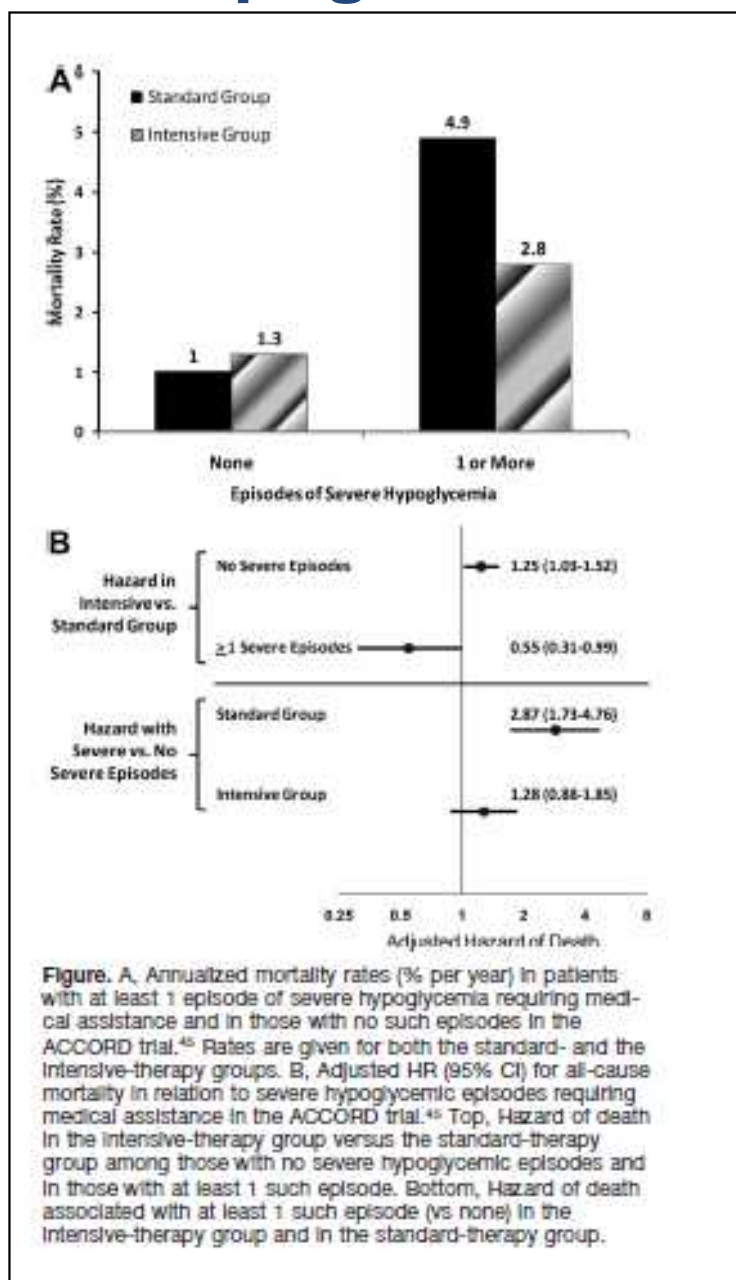 A
6
Standard Group
Intensive Group
5
4
3
2
1
0
Mortality Rate (%)
1
1.3
4.9
2.8
None
1 or More
Episodes of Severe Hypoglycemia
B
Hazard in
Intensive vs.
Standard Group
No Severe Episodes
1.25 (1.03-1.52)
≥1 Severe Episodes
0.55 (0.31-0.99)
Hazard with
Severe vs. No
Severe Episodes
Standard Group
2.87 (1.73-4.76)
Intensive Group
1.28 (0.88-1.85)
0.25 0.5 1 2 4 8
Adjusted Hazard of Death
Figure. A, Annualized mortality rates (% per year) in patients
with at least 1 episode of severe hypoglycemia requiring medi-
cal assistance and in those with no such episodes in the
ACCORD trial.⁴⁵ Rates are given for both the standard- and the
intensive-therapy groups. B, Adjusted HR (95% CI) for all-cause
mortality in relation to severe hypoglycemic episodes requiring
medical assistance in the ACCORD trial.⁴⁵ Top, Hazard of death
in the intensive-therapy group versus the standard-therapy
group among those with no severe hypoglycemic episodes and
in those with at least 1 such episode. Bottom, Hazard of death
associated with at least 1 such episode (vs none) in the
intensive-therapy group and in the standard-therapy group.